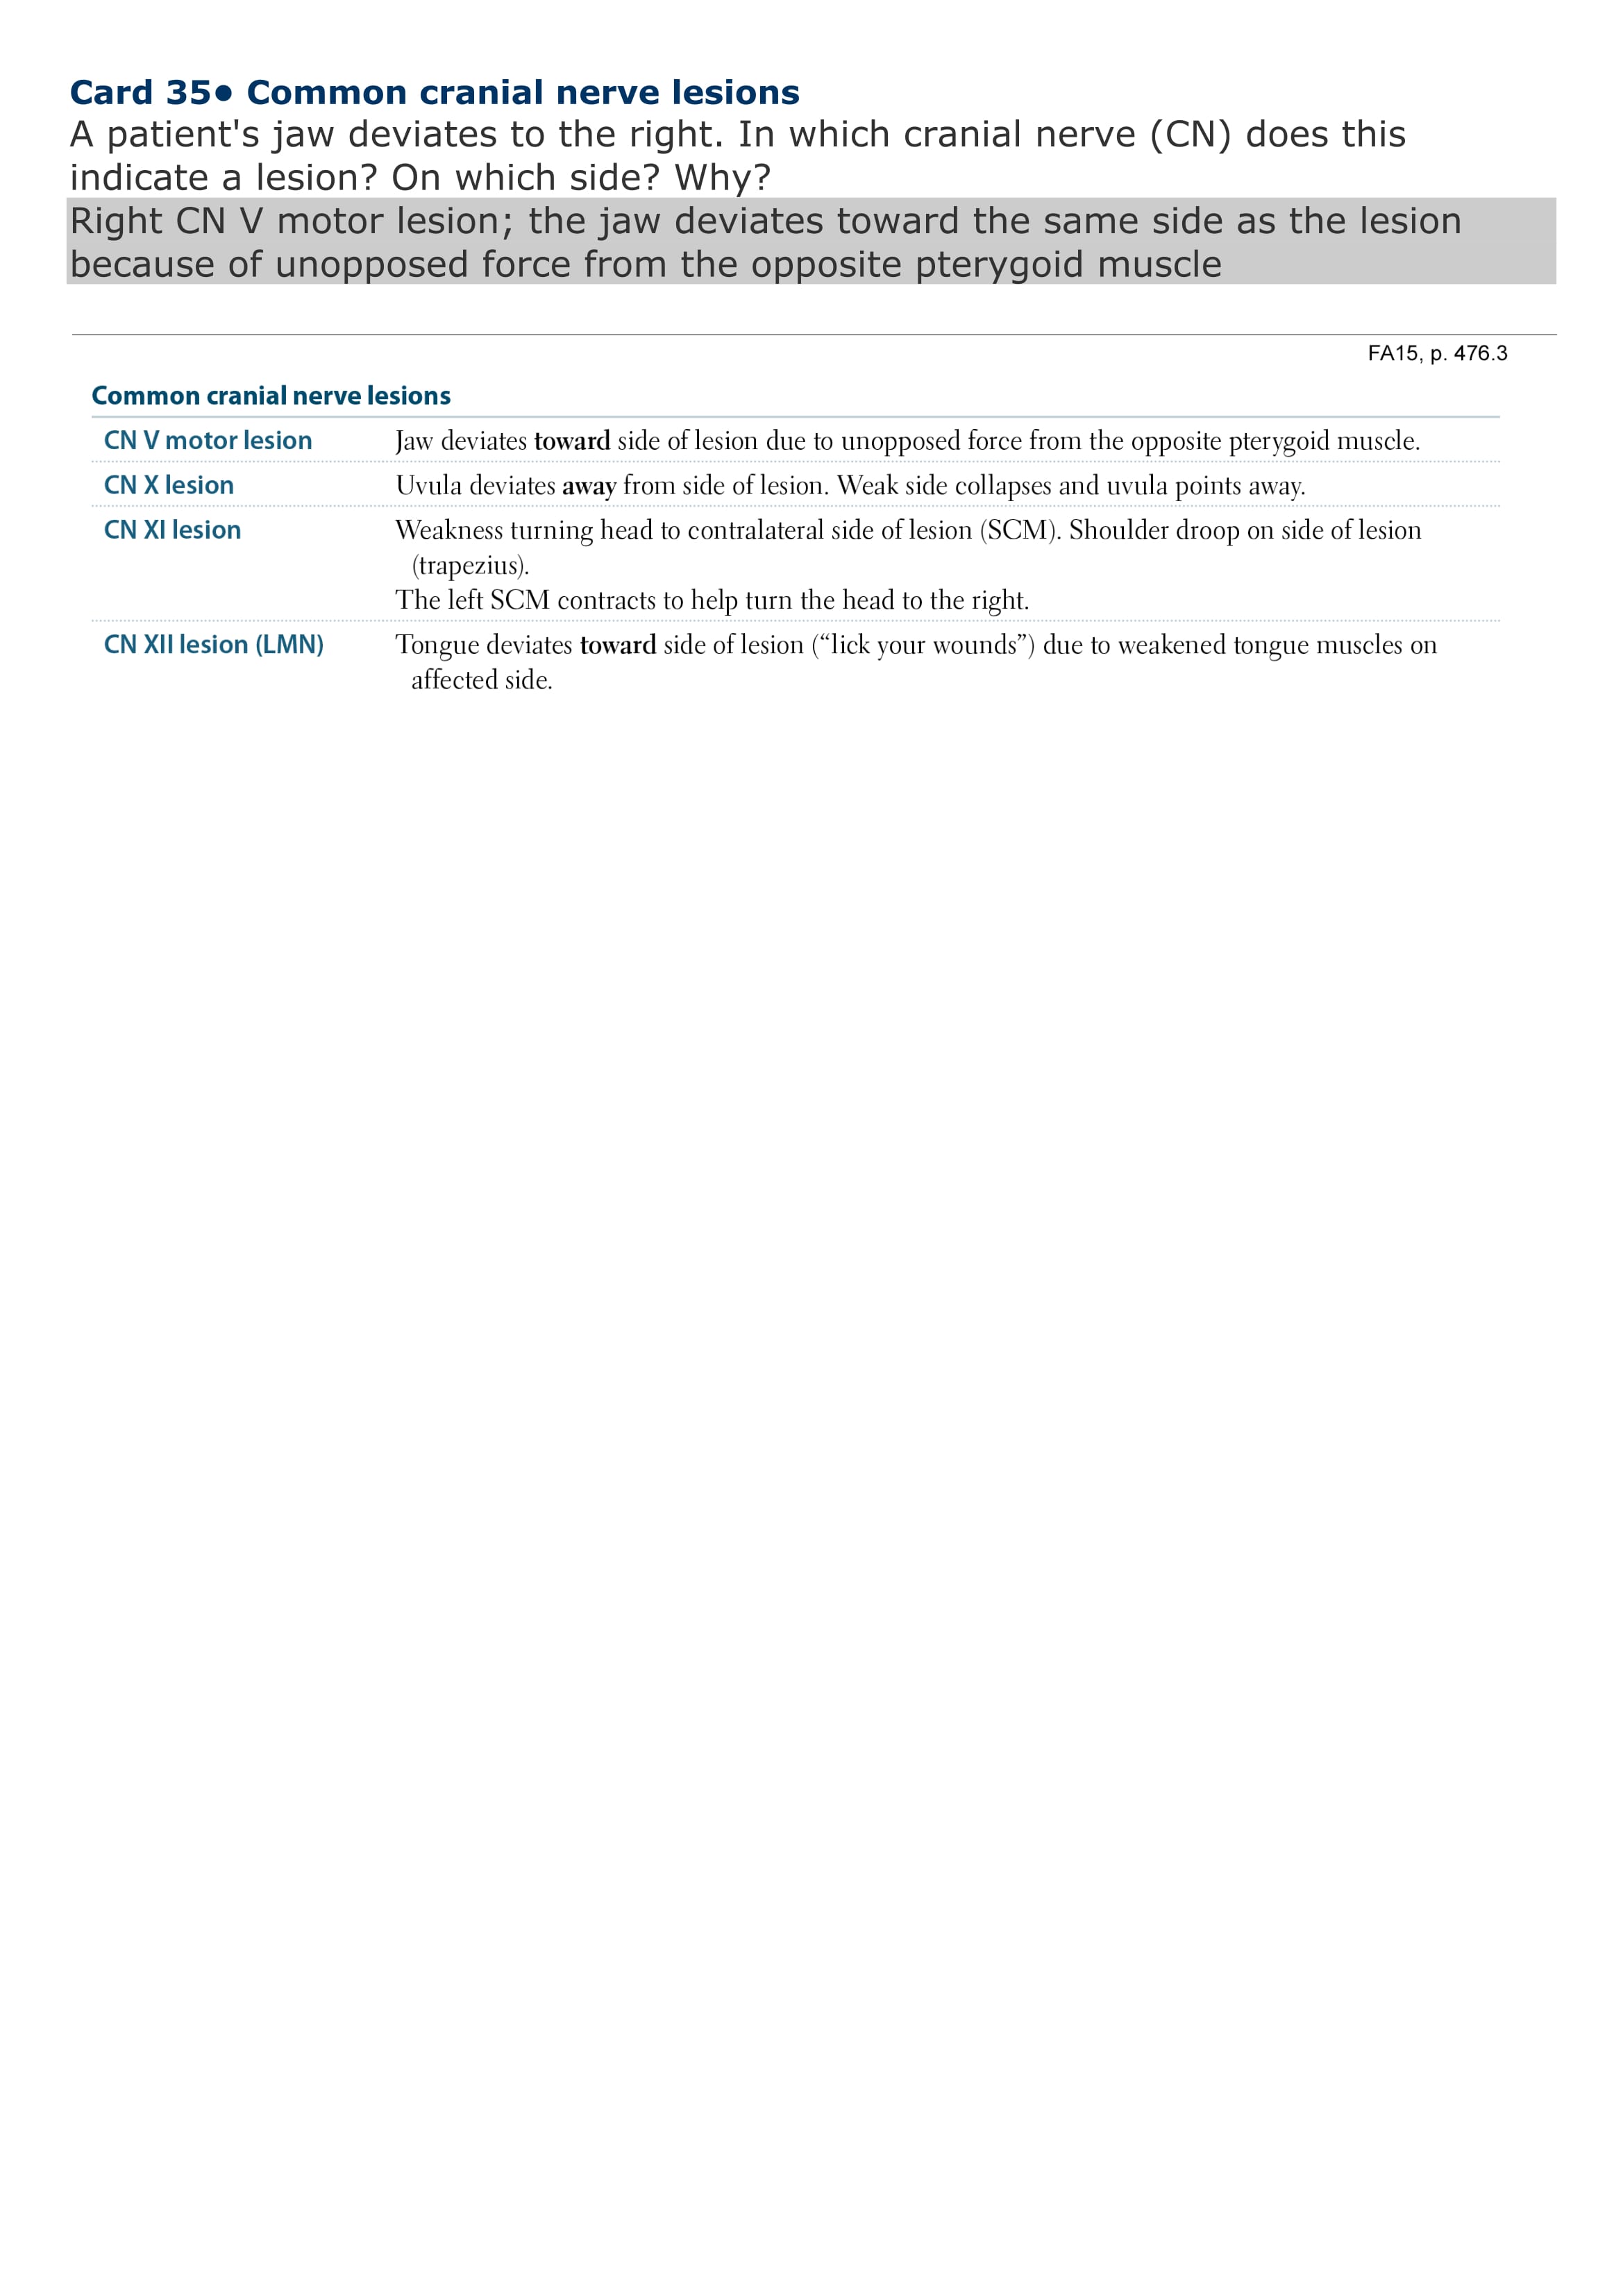 Card 35• Common cranial nerve lesions
A patient's jaw deviates to the right. In which cranial nerve (CN) does this
indicate a lesion? On which side? Why?
Right CN V motor lesion; the jaw deviates toward the same side as the lesion
because of unopposed force from the opposite pterygoid muscle
FA15, p. 476.3
Common cranial nerve lesions
CN V motor lesion Jaw deviates toward side of lesion due to unopposed force from the opposite pterygoid muscle.
CN X lesion Uvula deviates away from side of lesion. Weak side collapses and uvula points away.
CN XI lesion Weakness turning head to contralateral side of lesion (SCM). Shoulder droop on side of lesion
(trapezius).
The left SCM contracts to help turn the head to the right.
CN XII lesion (LMN) Tongue deviates toward side of lesion (“lick your wounds”) due to weakened tongue muscles on
affected side.